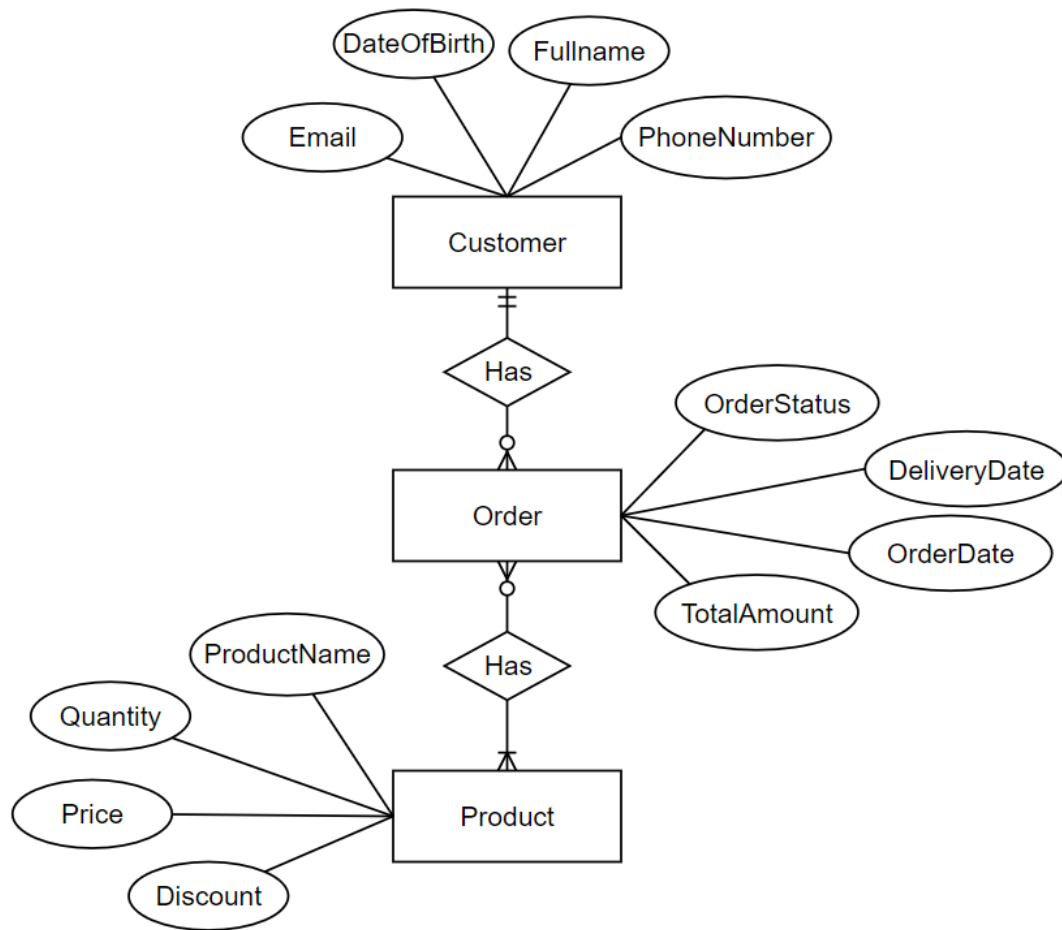 DateOfBirth
Fullname
Email
PhoneNumber
Customer
Has
OrderStatus
DeliveryDate
Order
OrderDate
TotalAmount
ProductName
Has
Quantity
Price
Product
Discount